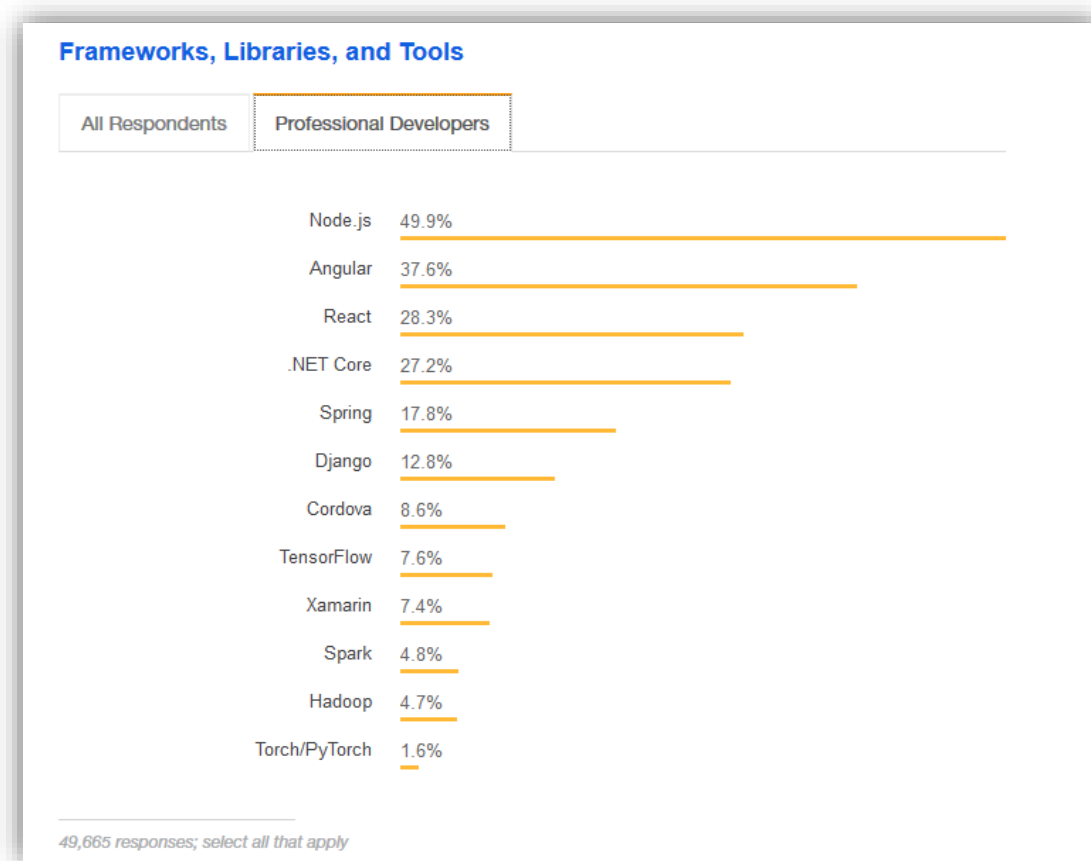 Frameworks, Libraries, and Tools
All Respondents Professional Developers
Node.js 49.9%
Angular 37.6%
React 28.3%
.NET Core 27.2%
Spring 17.8%
Django 12.8%
Cordova 8.6%
TensorFlow 7.6%
Xamarin 7.4%
Spark 4.8%
Hadoop 4.7%
Torch/PyTorch 1.6%
49,665 responses; select all that apply